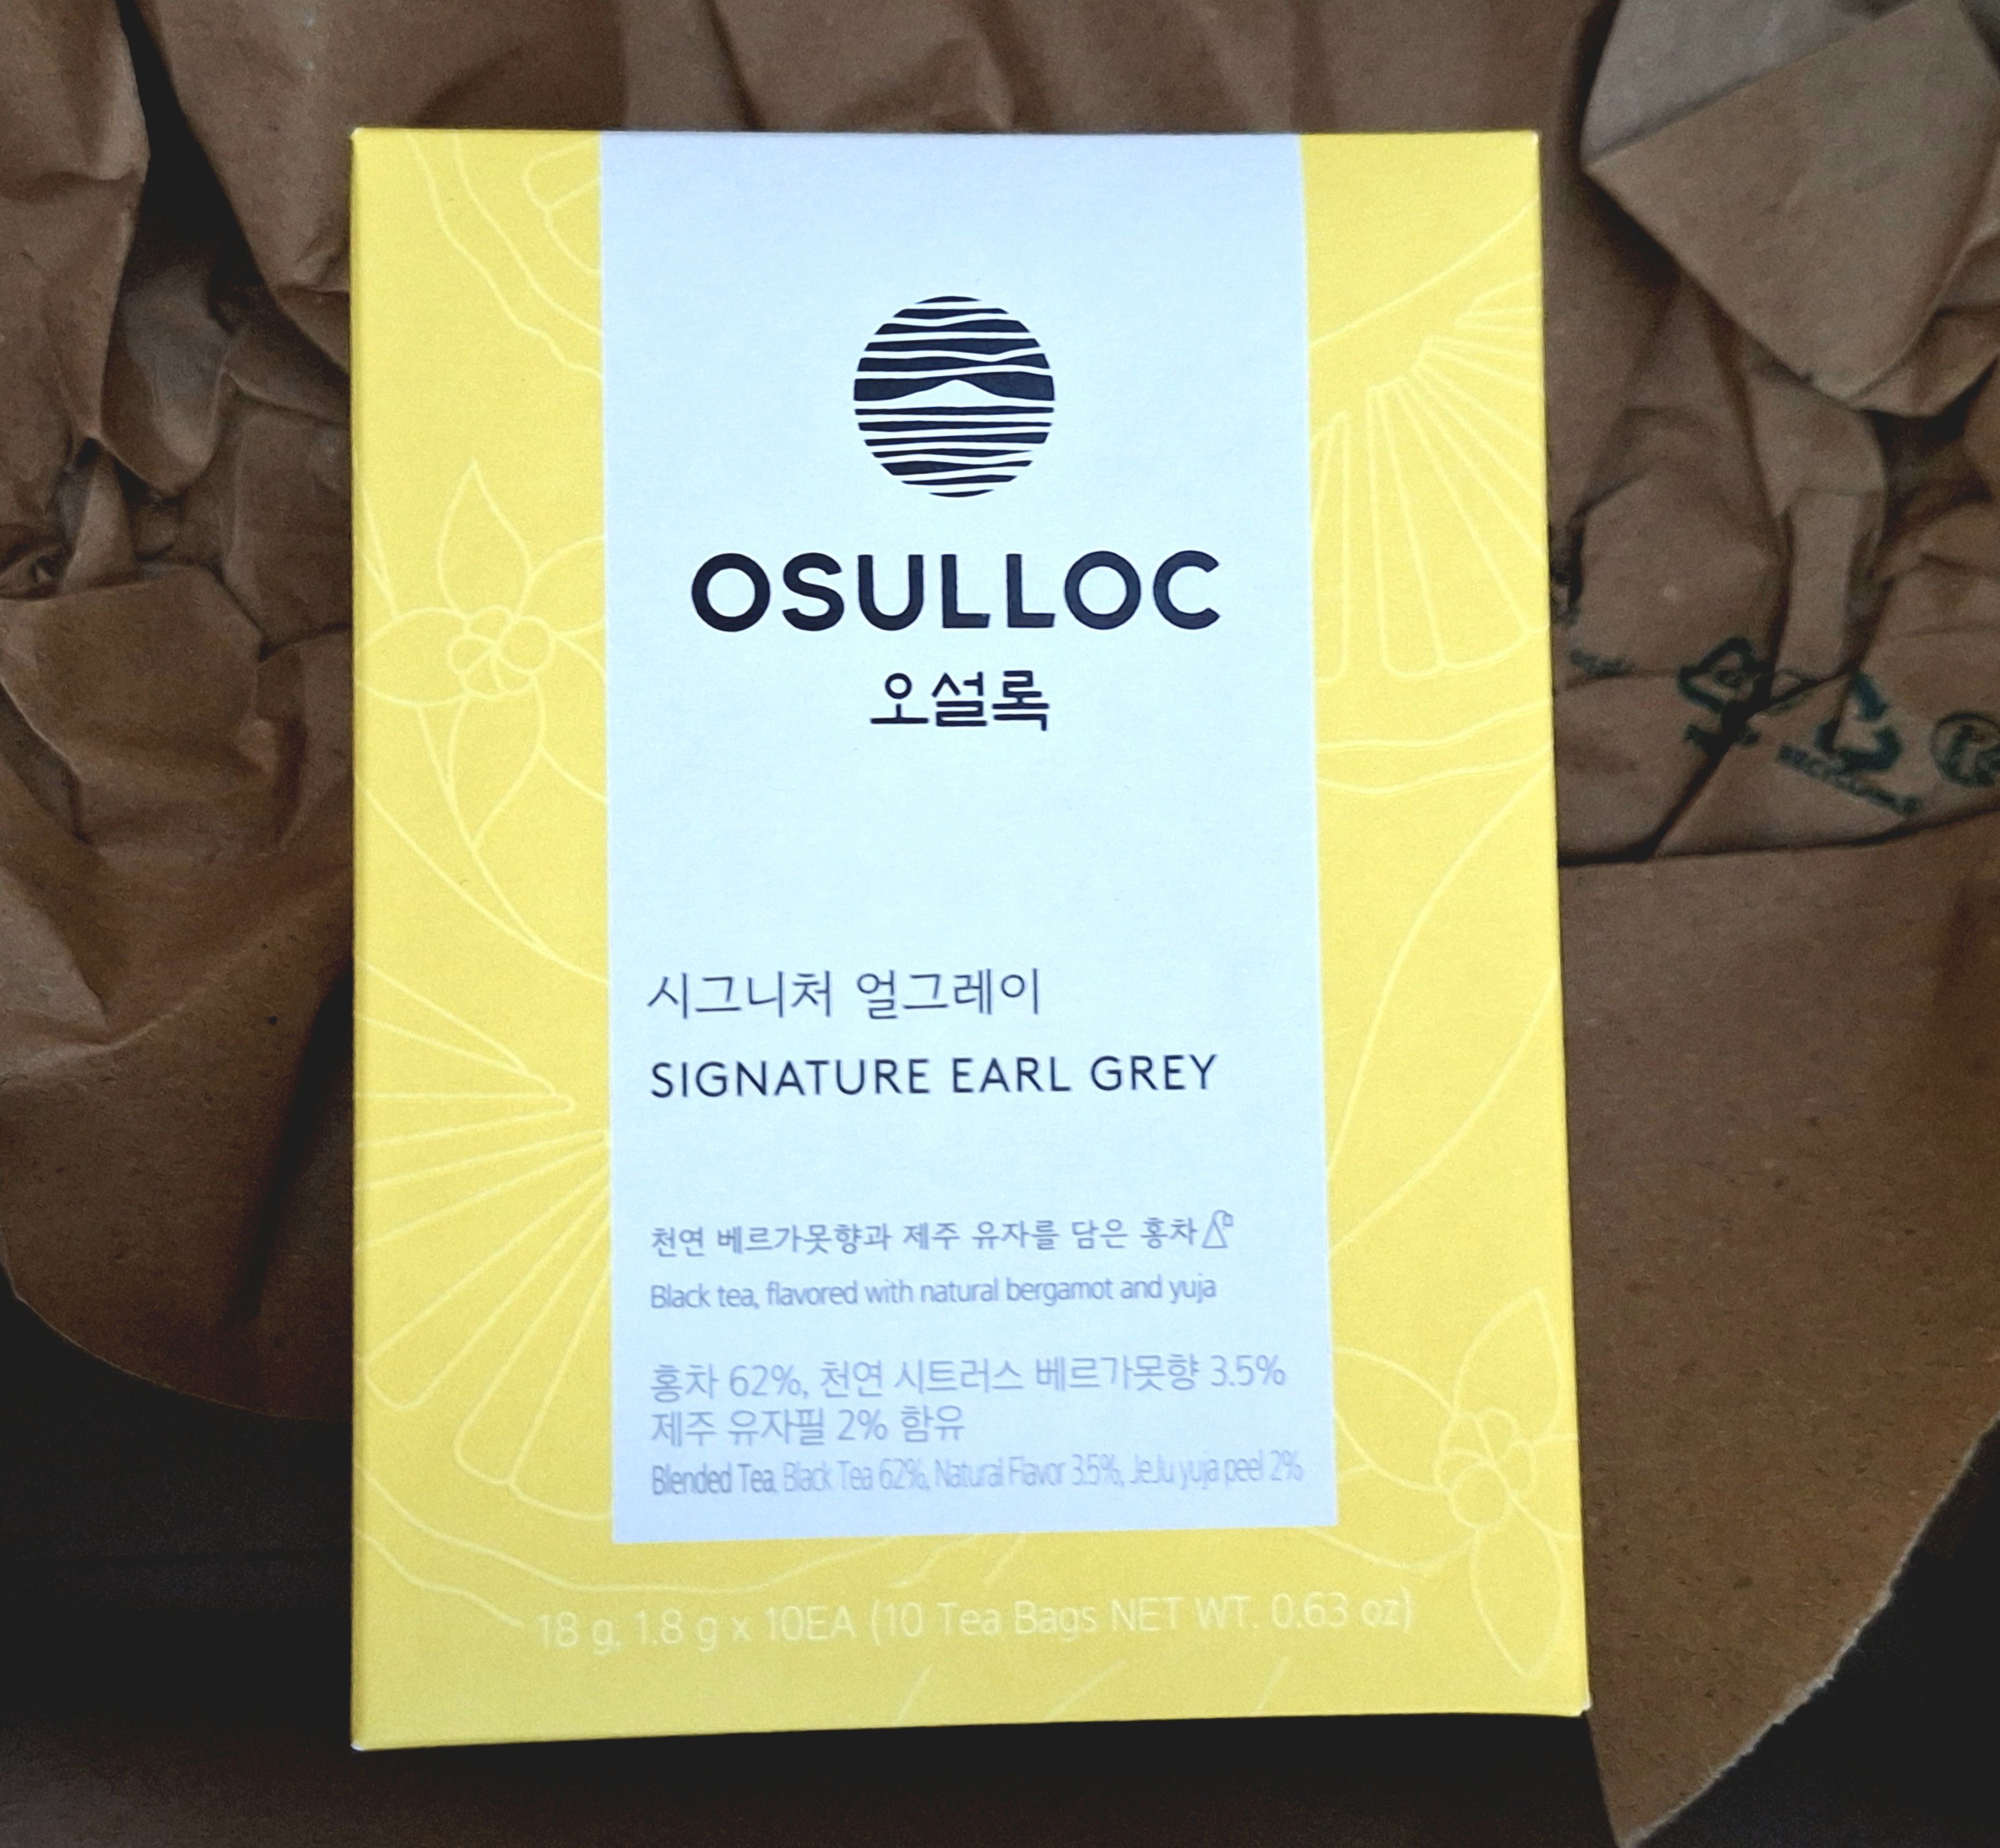 OSULLOC
오설록
시그니처 얼그레이
SIGNATURE EARL GREY
천연 베르가못향과 제주 유자를 담은 홍차
Black tea, flavored with natural bergamot and yuja
홍차 62%, 천연 시트러스 베르가못향 3.5%
제주 유자필 2% 함유
Blended Tea, Black Tea 62%, Natural Flavor 3.5%, JeJu yuja peel 2%
18 g, 1.8 g x 10EA (10 Tea Bags NET WT. 0.63 oz)